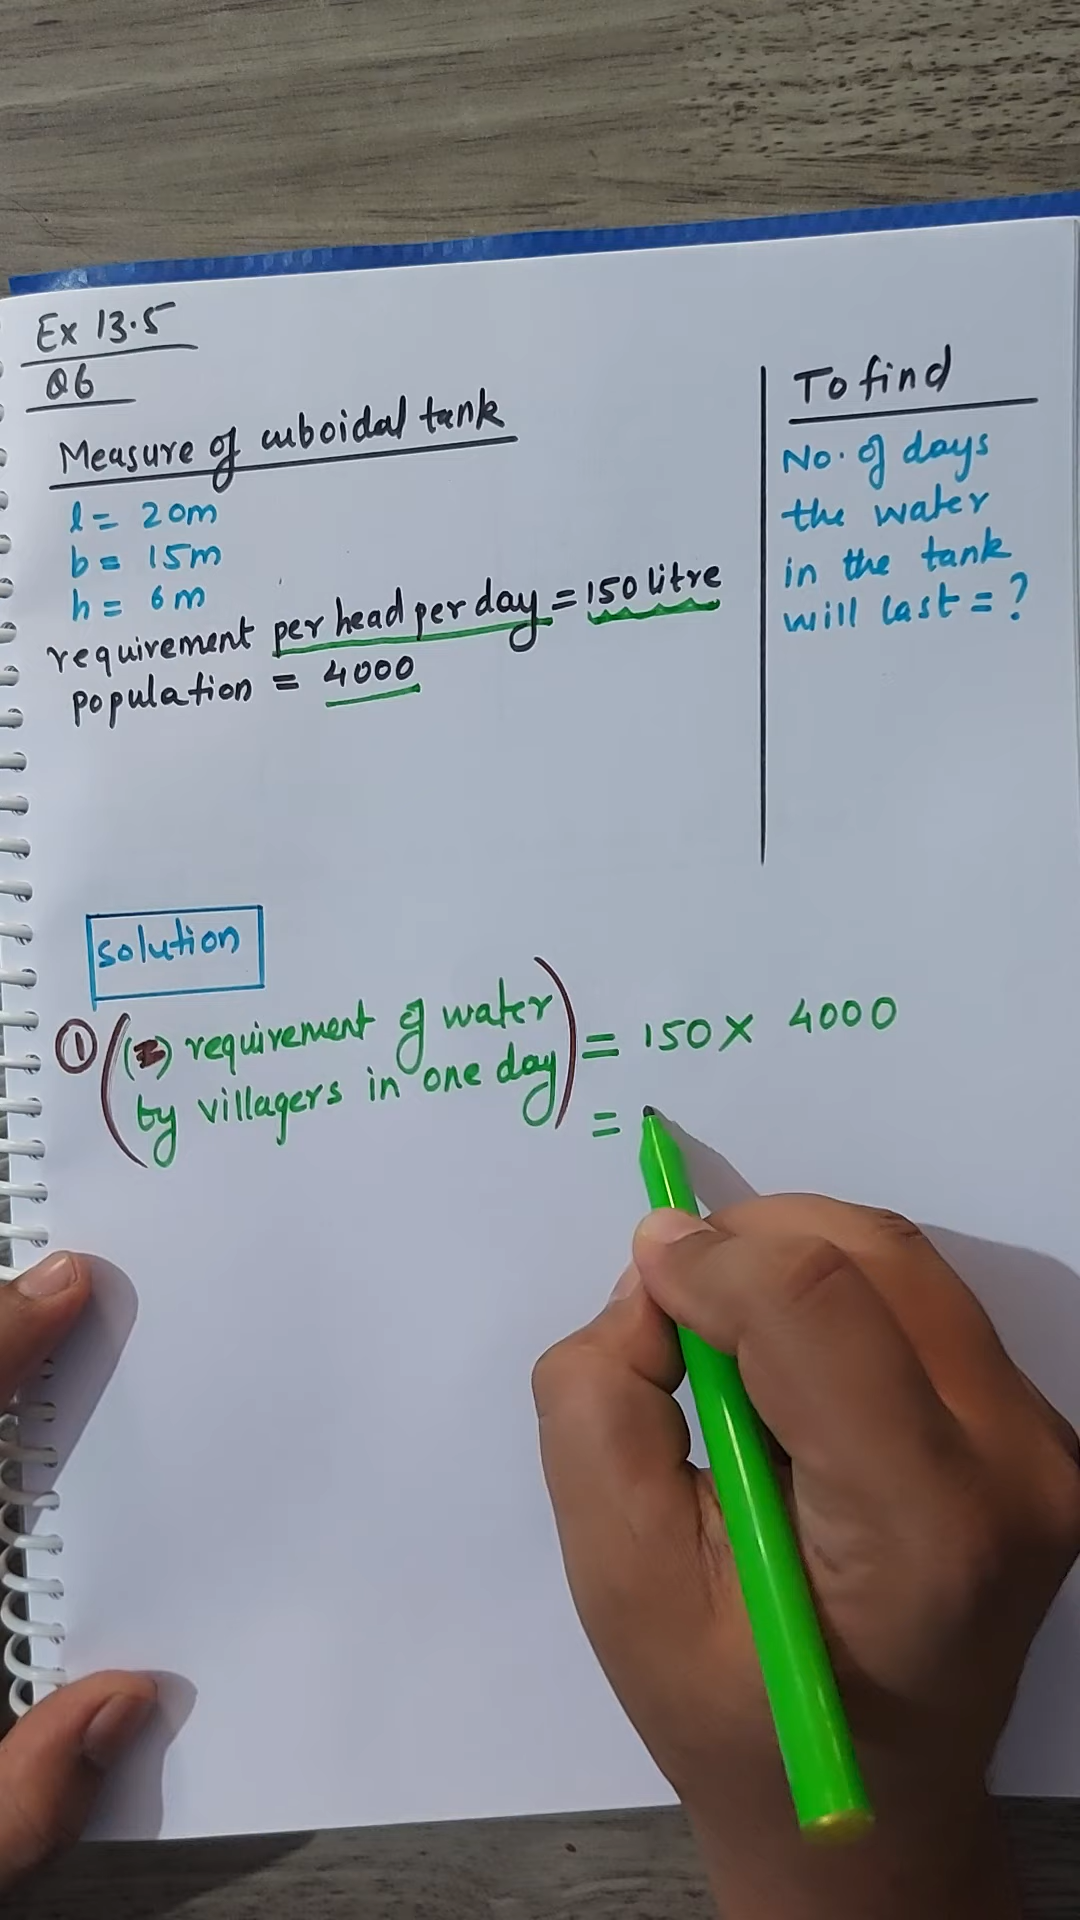 Ex 13.5
Q6
Measure of cuboidal tank
l = 20m
b = 15m
h = 6m
requirement per head per day = 150 litre
population = 4000
To find
No. of days
the water
in the tank
will last = ?
solution
① requirement of water = 150 × 4000
by villagers in one day
=